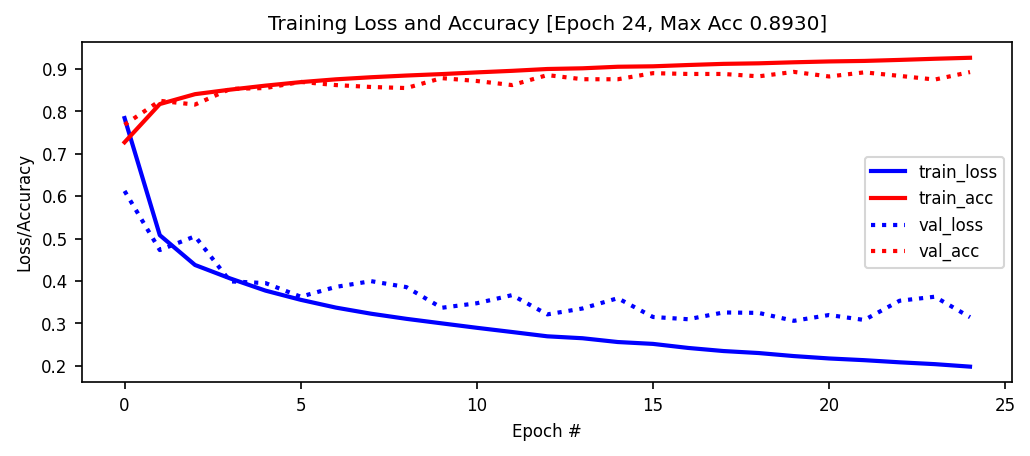 Training Loss and Accuracy [Epoch 24, Max Acc 0.8930]
Loss/Accuracy
0.9
0.8
0.7
0.6
0.5
0.4
0.3
0.2
train_loss
train_acc
val_loss
val_acc
0 5 10 15 20 25
Epoch #